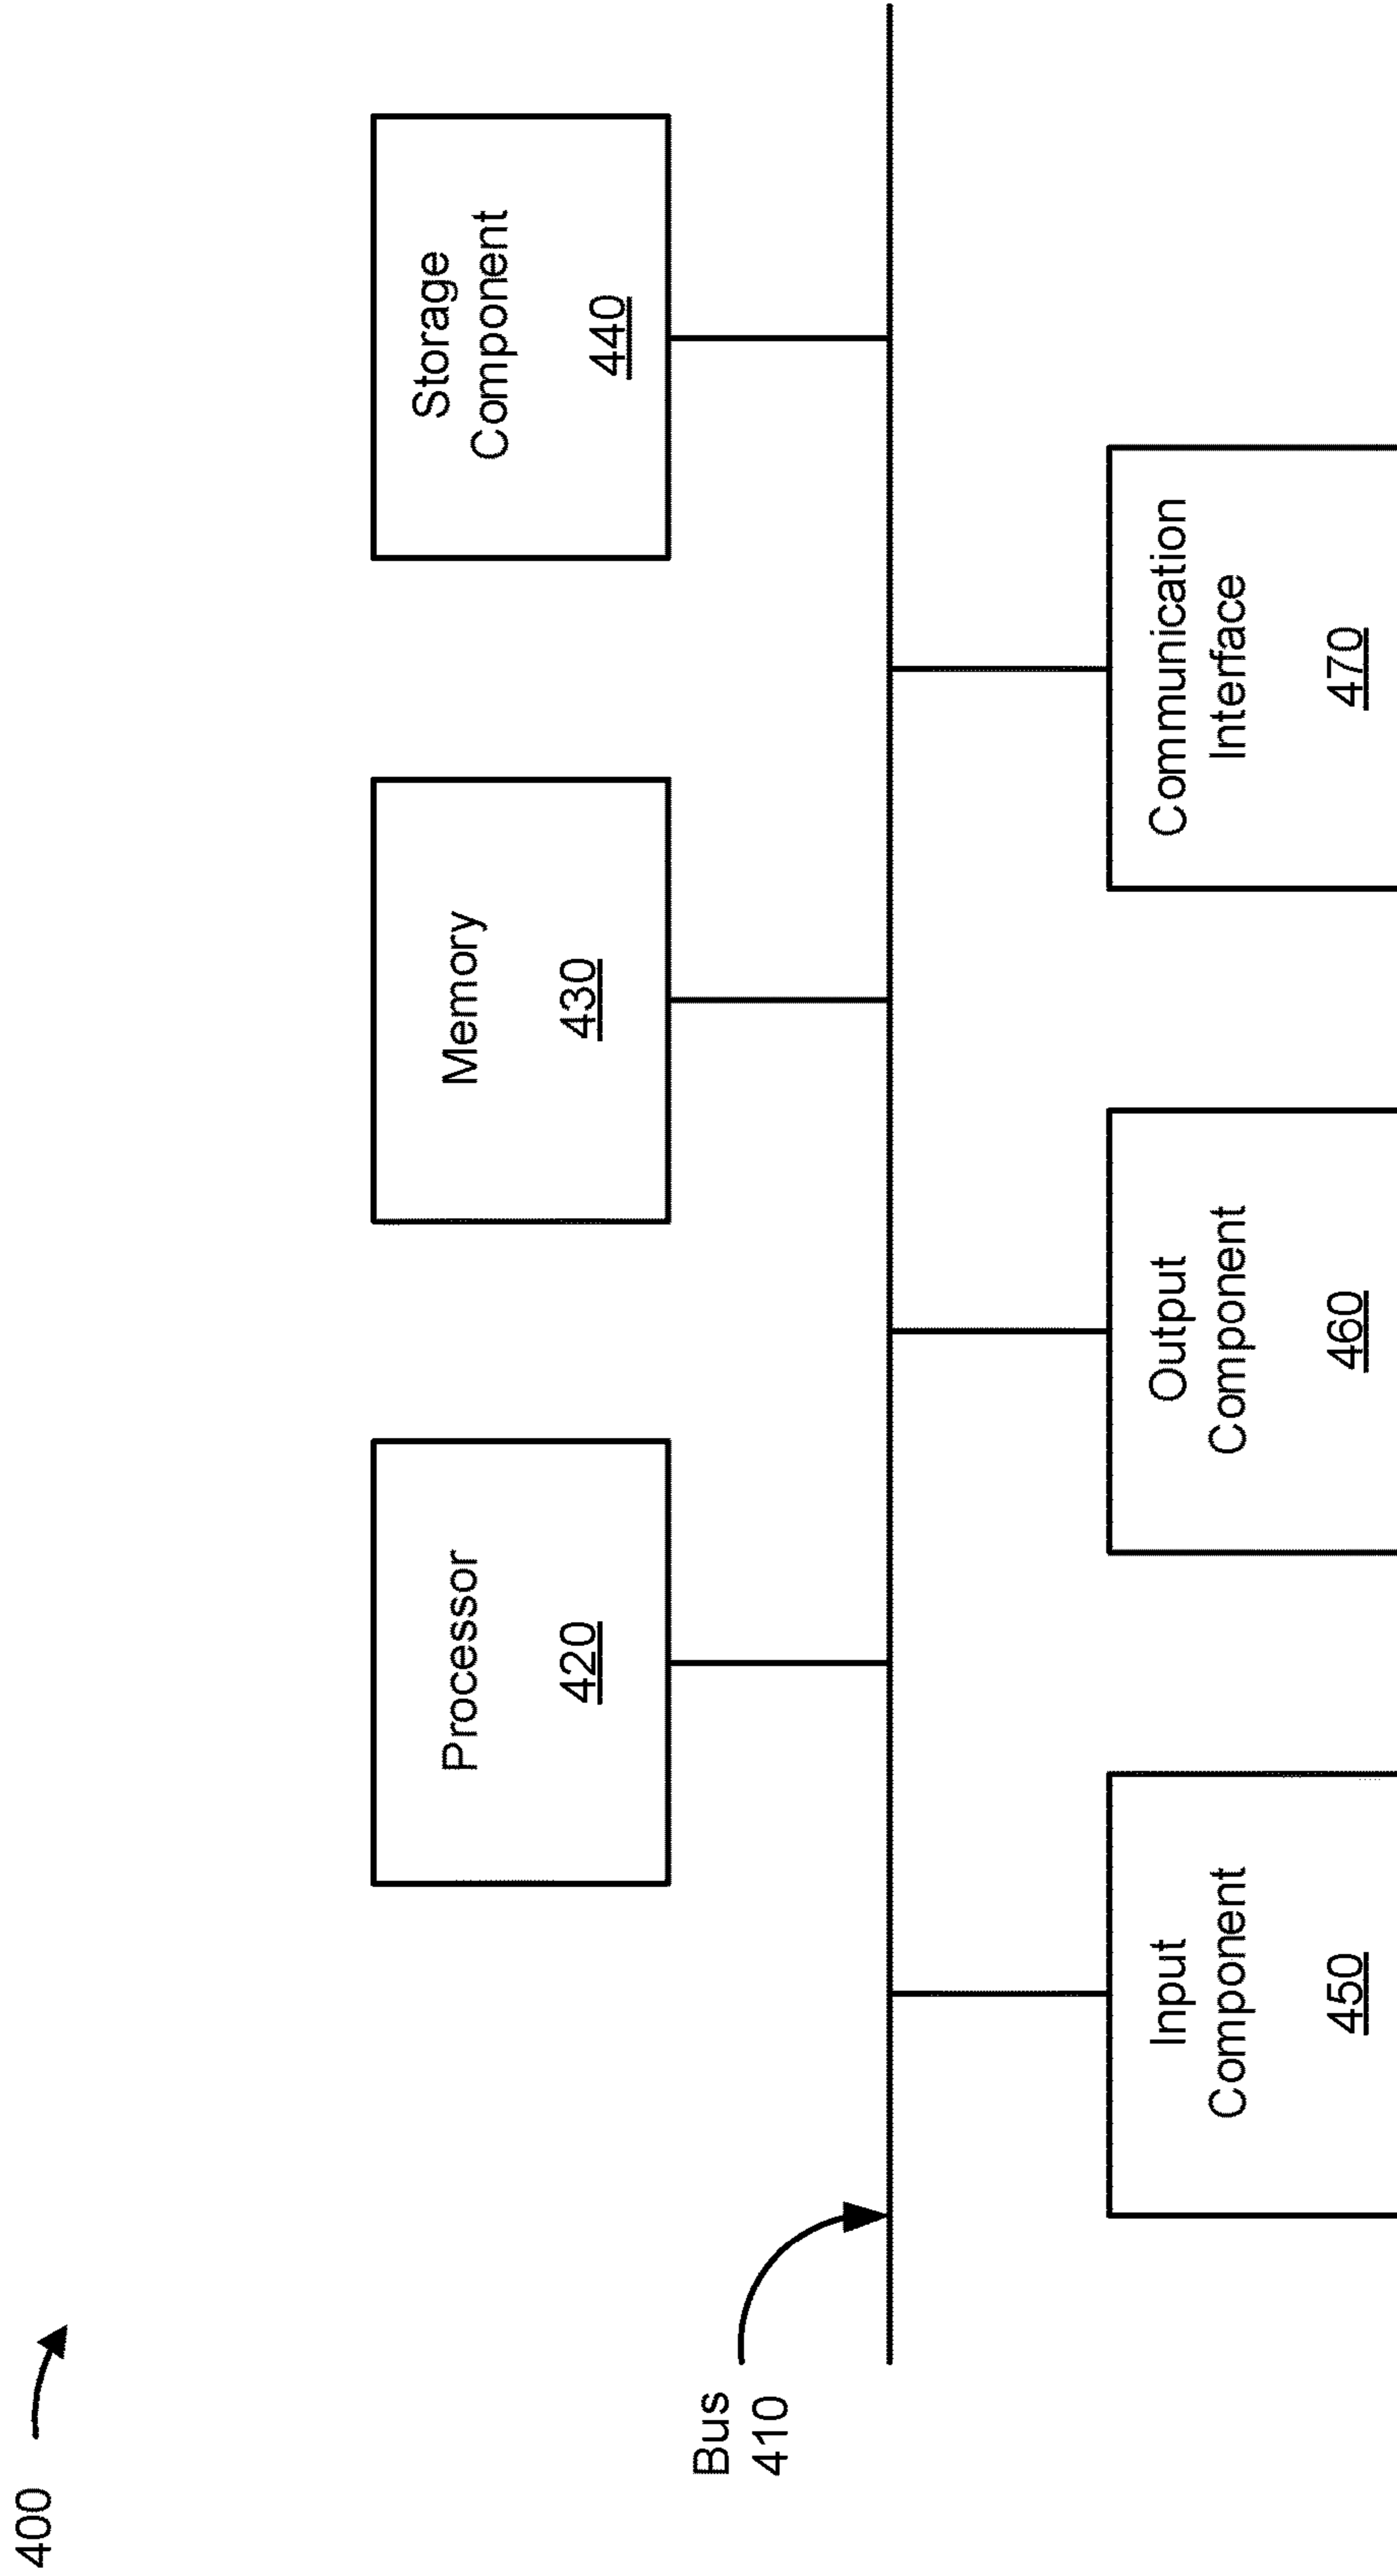 400
Processor
420
Memory
430
Storage
Component
440
Bus
410
Input
Component
450
Output
Component
460
Communication
Interface
470